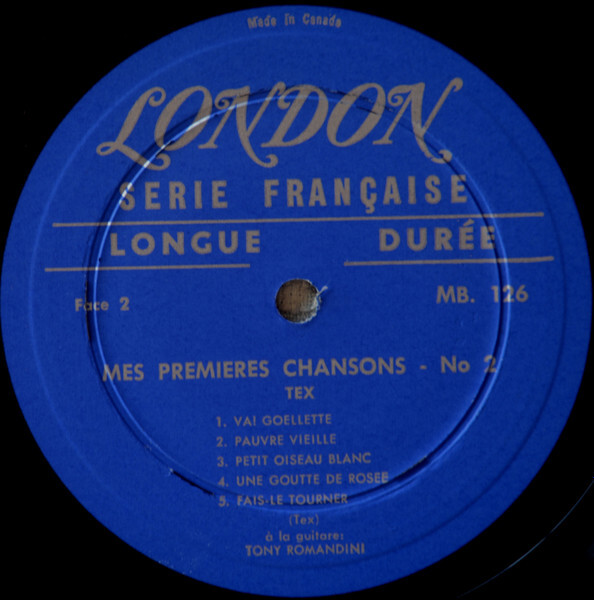 Made in Canada
LONDON
SERIE FRANÇAISE
LONGUE DURÉE
Face 2 MB. 126
MES PREMIERES CHANSONS - No 2
TEX
1. VAI GOELLETTE
2. PAUVRE VIEILLE
3. PETIT OISEAU BLANC
4. UNE GOUTTE DE ROSEE
5. FAIS-LE TOURNER
(Tex)
à la guitare:
TONY ROMANDINI